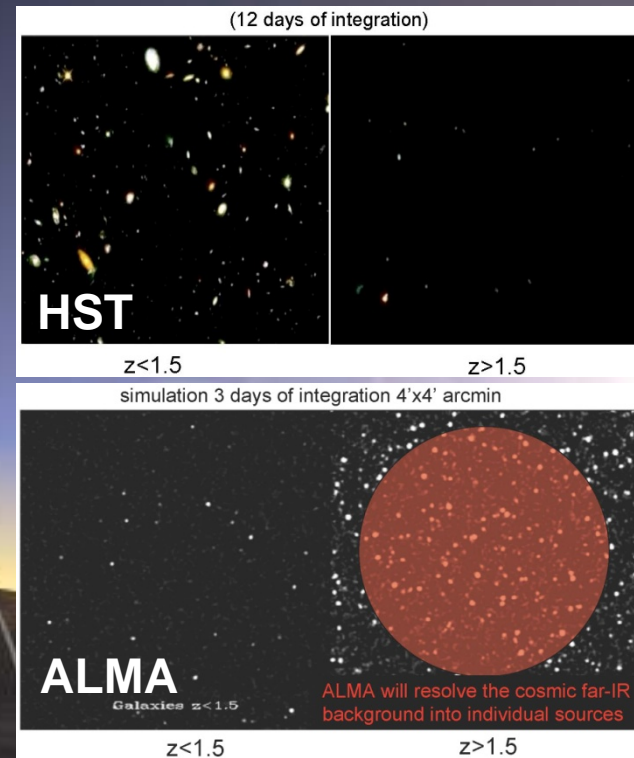 (12 days of integration)
HST
z<1.5 z>1.5
simulation 3 days of integration 4'x4' arcmin
ALMA
Galaxies z<1.5
ALMA will resolve the cosmic far-IR
background into individual sources
z<1.5 z>1.5